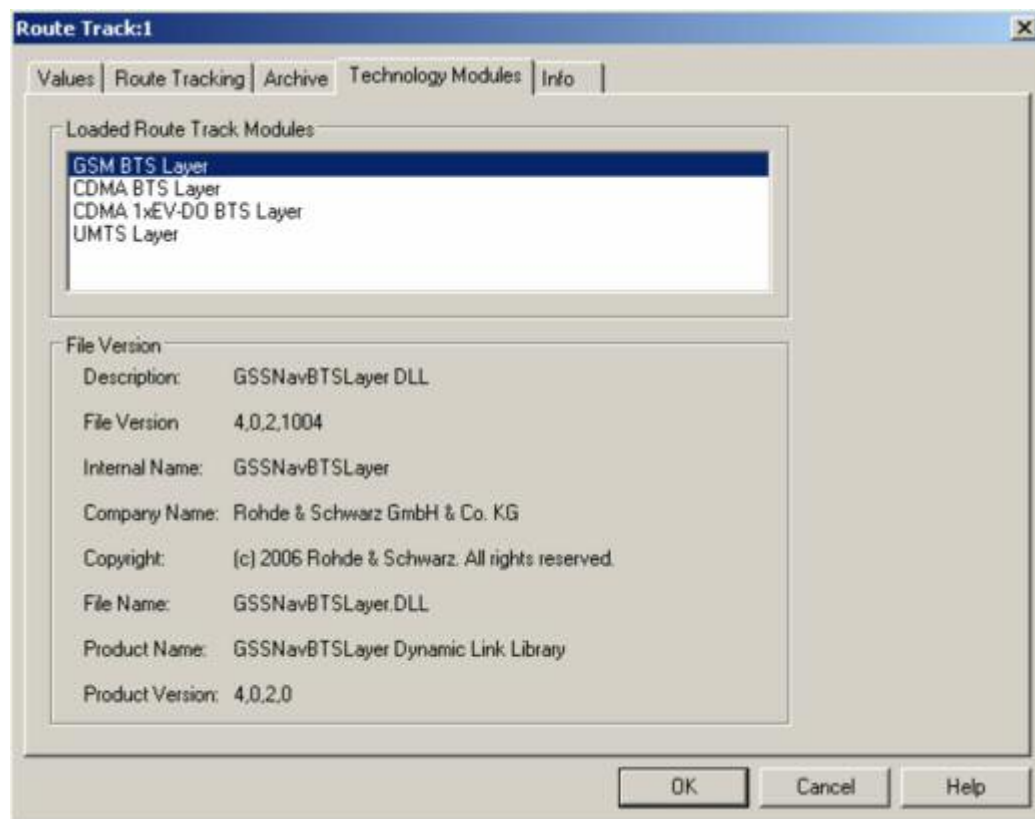 Route Track:1
Values Route Tracking Archive Technology Modules Info
Loaded Route Track Modules
GSM BTS Layer
CDMA BTS Layer
CDMA 1xEV-DO BTS Layer
UMTS Layer
File Version
Description: GSSNavBTSLayer DLL
File Version 4,0,2,1004
Internal Name: GSSNavBTSLayer
Company Name: Rohde & Schwarz GmbH & Co. KG
Copyright: (c) 2006 Rohde & Schwarz. All rights reserved.
File Name: GSSNavBTSLayer.DLL
Product Name: GSSNavBTSLayer Dynamic Link Library
Product Version: 4,0,2,0
OK Cancel Help